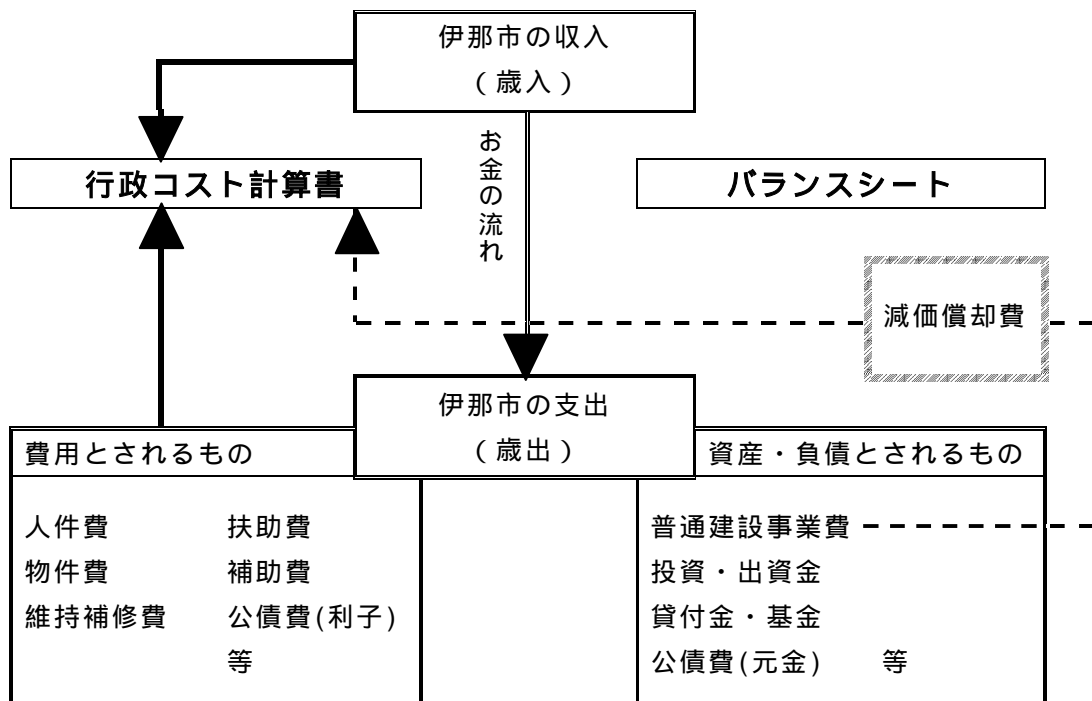 伊那市の収入
(歳入)
お金の流れ
行政コスト計算書
バランスシート
減価償却費
伊那市の支出
(歳出)
費用とされるもの
資産・負債とされるもの
人件費 扶助費
物件費 補助費
維持補修費 公債費(利子)
等
普通建設事業費
投資・出資金
貸付金・基金
公債費(元金) 等